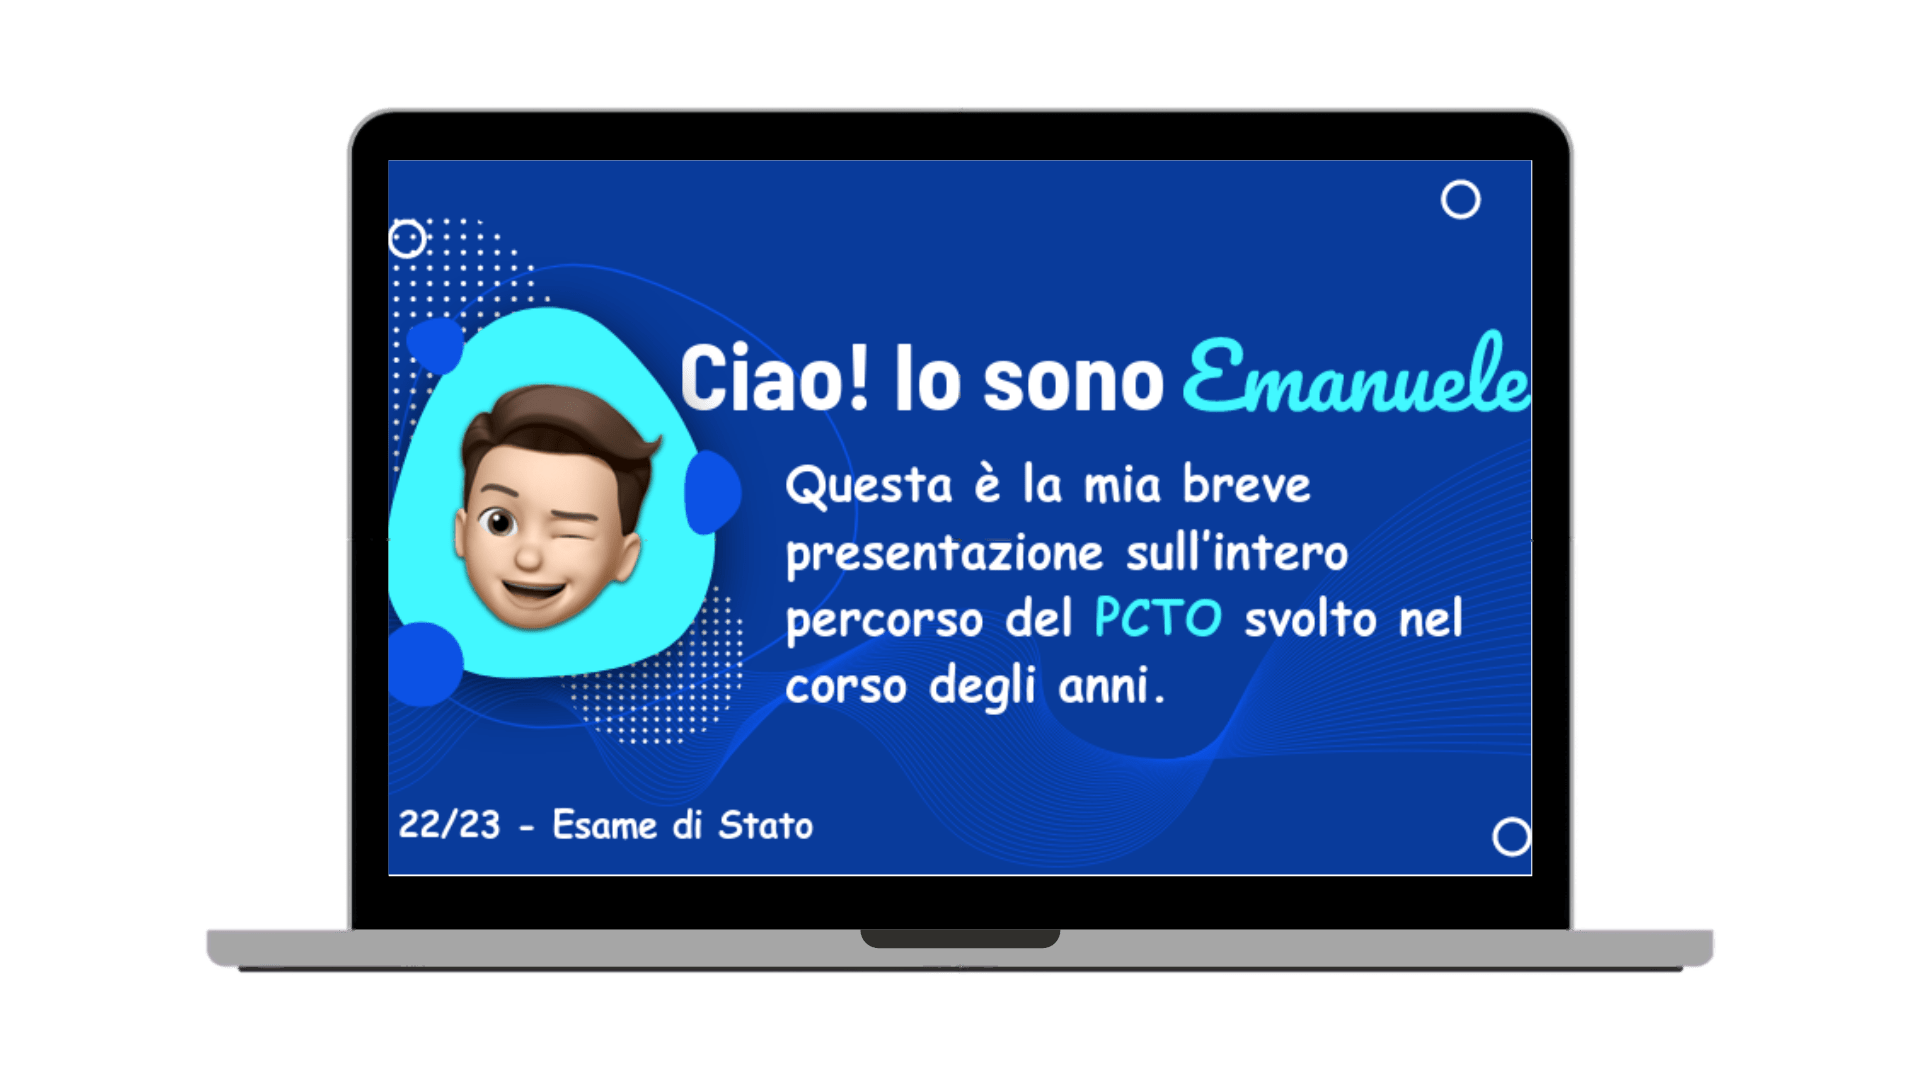 Ciao! Io sono Emanuele
Questa è la mia breve
presentazione sull'intero
percorso del PCTO svolto nel
corso degli anni.
22/23 - Esame di Stato